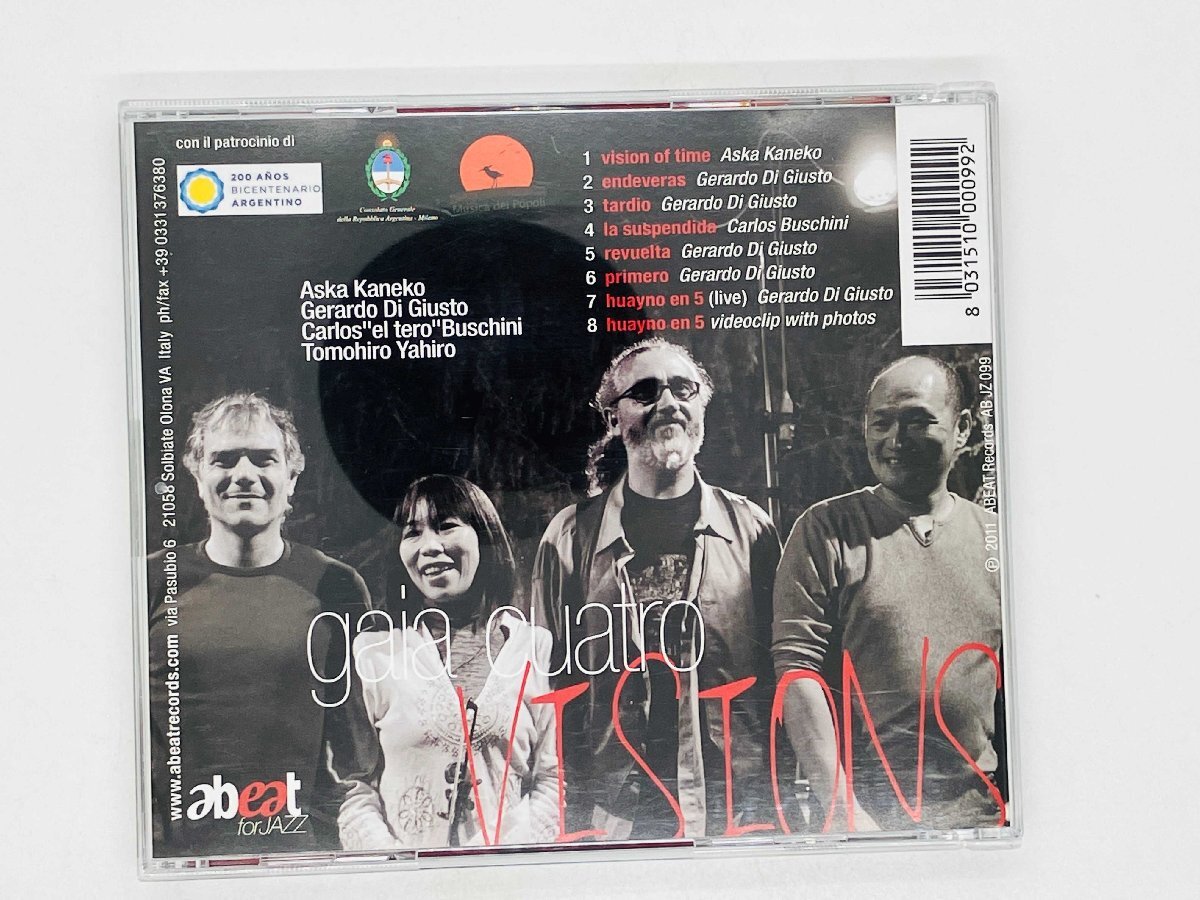 con il patrocinio di
200 AÑOS
BICENTENARIO
ARGENTINO
Consolato Generale
della Repubblica Argentina - Milano
Musica dei Popoli
1 vision of time Aska Kaneko
2 endeveras Gerardo Di Giusto
3 tardio Gerardo Di Giusto
4 la suspendida Carlos Buschini
5 revuelta Gerardo Di Giusto
6 primero Gerardo Di Giusto
7 huayno en 5 (live) Gerardo Di Giusto
8 huayno en 5 videoclip with photos
8 031510 000992
Aska Kaneko
Gerardo Di Giusto
Carlos"el tero"Buschini
Tomohiro Yahiro
gaia cuatro
VISIONS
abeat
forJAZZ
www.abeatrecords.com via Pasubio 6 21058 Solbiate Olona VA Italy ph/fax +39 0331 376380
℗ 2011 ABEAT Records AB JZ 099